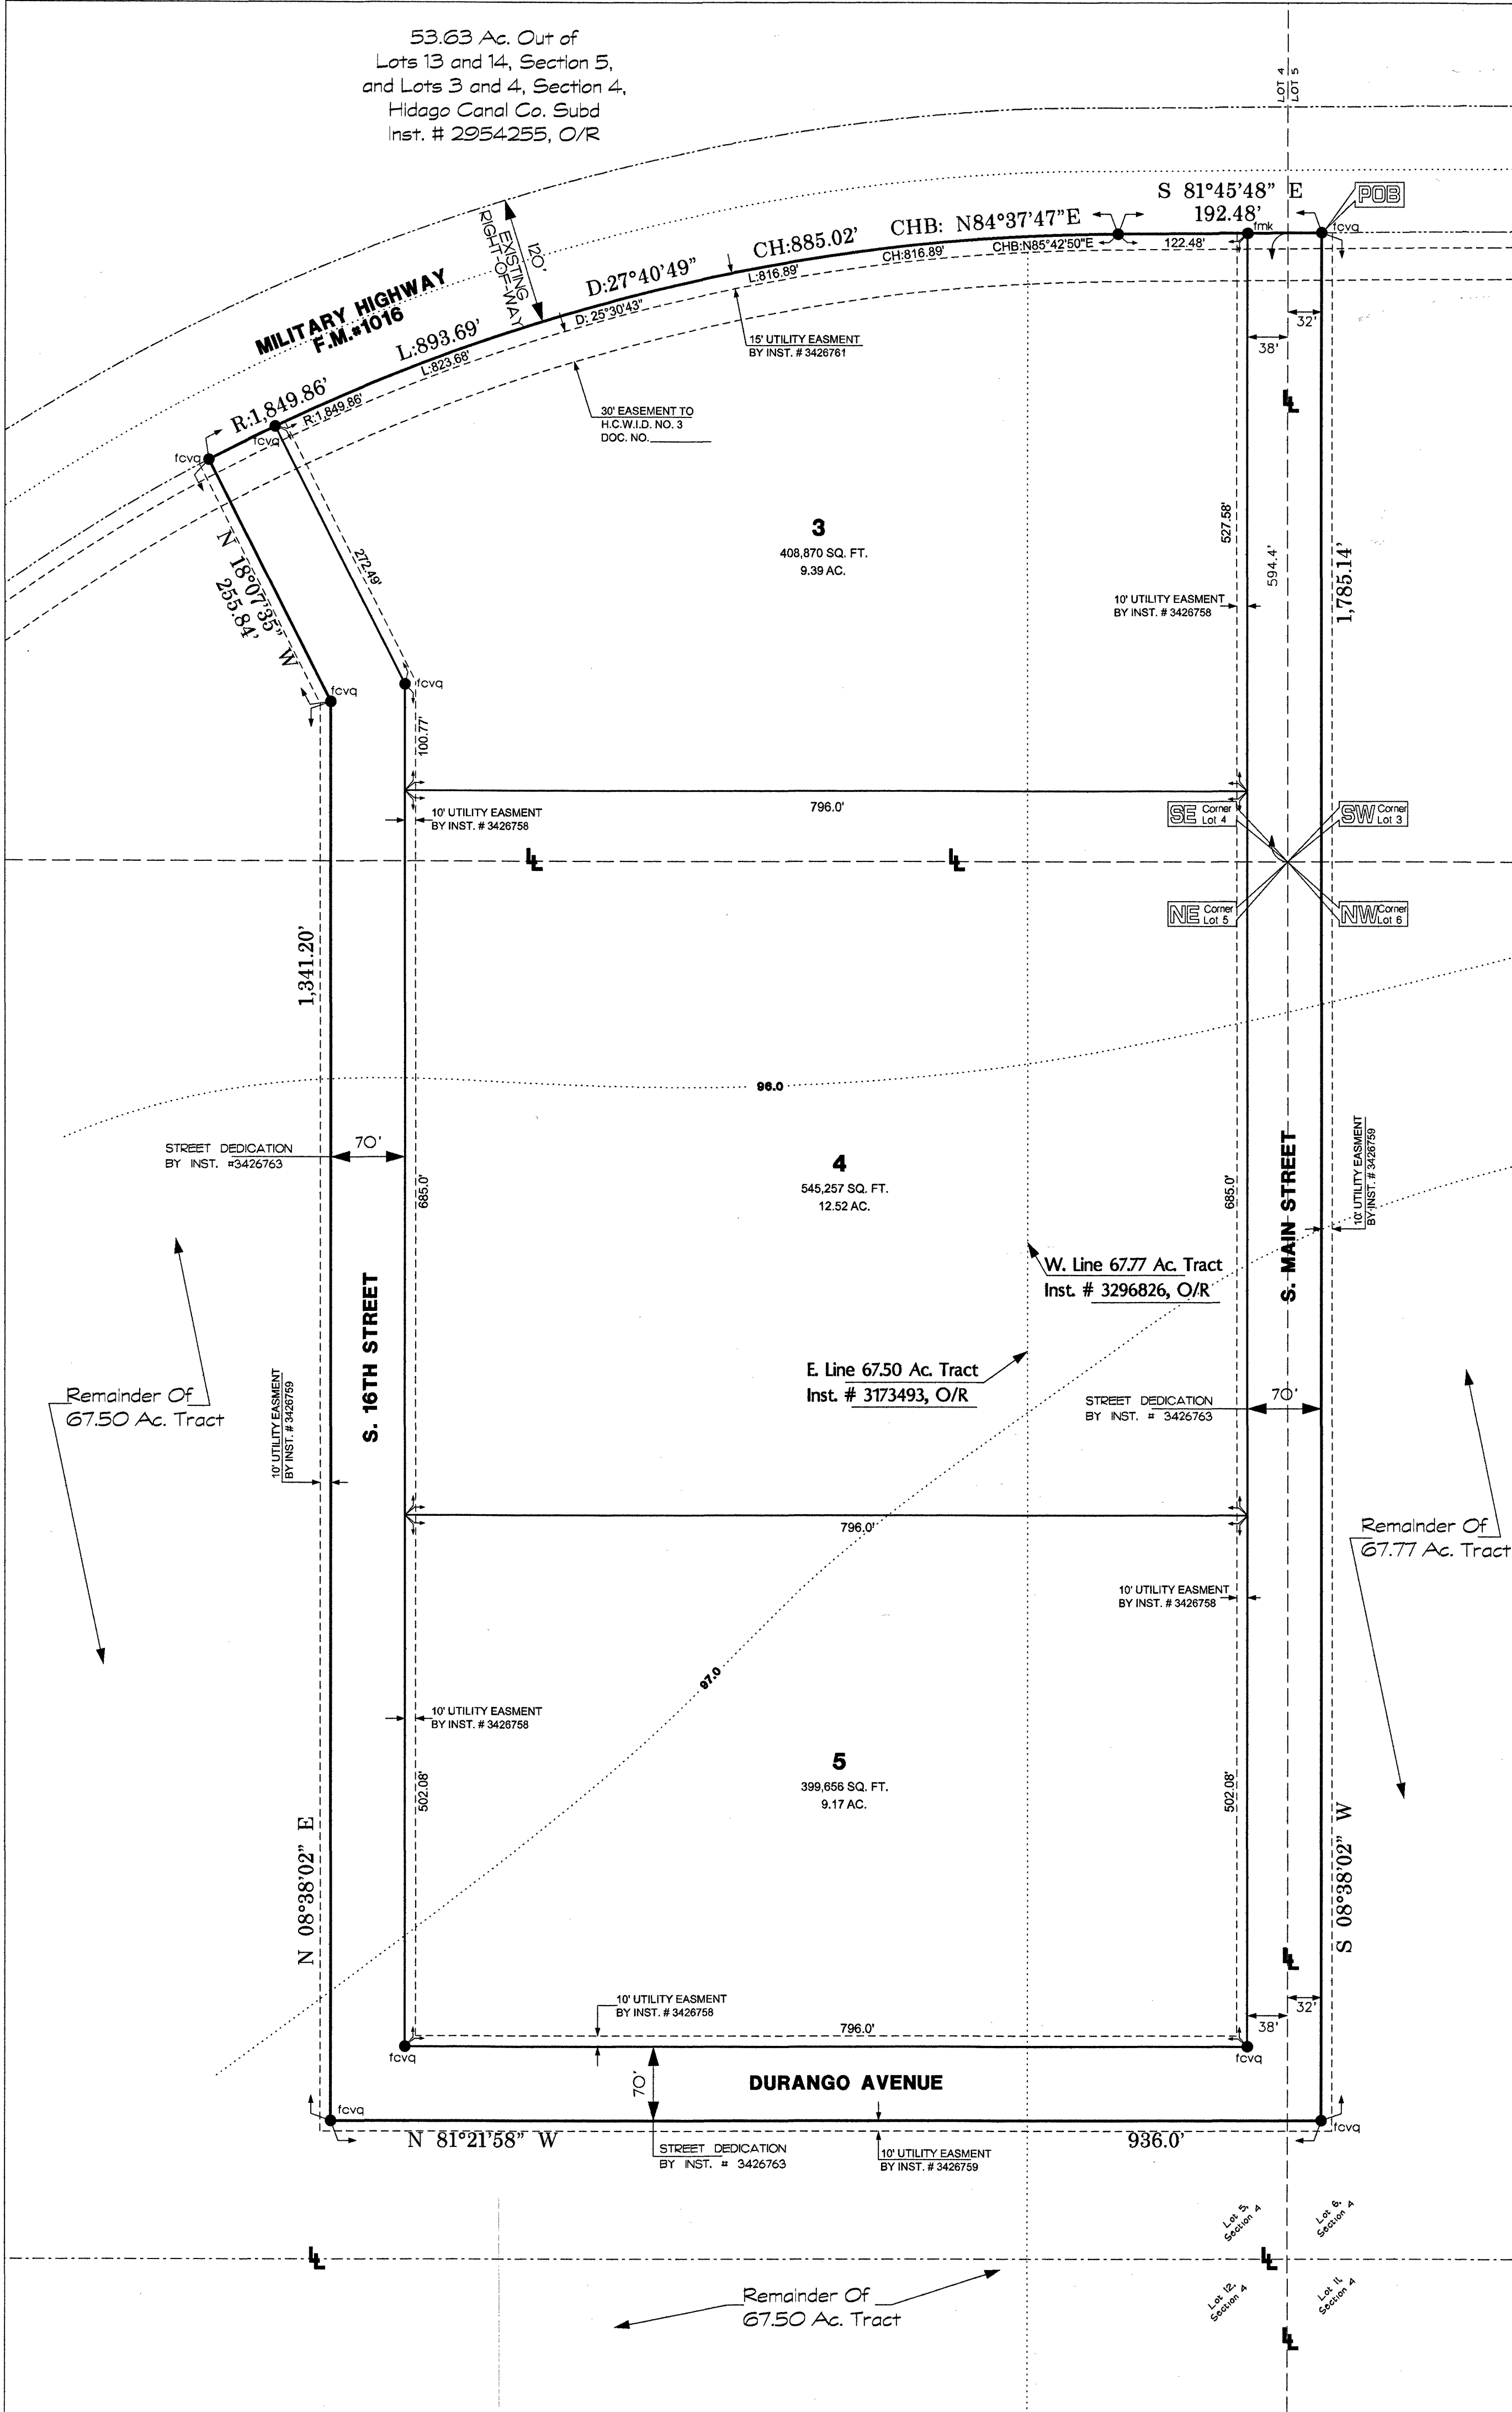 53.63 Ac. Out of
Lots 13 and 14, Section 5,
and Lots 3 and 4, Section 4,
Hidago Canal Co. Subd
Inst. # 2954255, O/R
LOT 4
LOT 5
S 81°45'48" E
192.48'
POB
fmk
fcvq
122.48'
CHB: N84°37'47"E
CHB:N85°42'50"E
CH:885.02'
CH:816.89'
L:816.89'
D:27°40'49"
D: 25°30'43"
120'
EXISTING
RIGHT-OF-WAY
MILITARY HIGHWAY
F.M.#1016
L:893.69'
L:823.68'
R:1,849.86'
R:1,849.86'
fcvq
fcvq
15' UTILITY EASMENT
BY INST. # 3426761
30' EASEMENT TO
H.C.W.I.D. NO. 3
DOC. NO.
32'
38'
LL
3
408,870 SQ. FT.
9.39 AC.
527.58'
594.4'
1,785.14'
10' UTILITY EASMENT
BY INST. # 3426758
N 18°07'35" W
255.84'
272.49'
fcvq
fcvq
100.77'
796.0'
10' UTILITY EASMENT
BY INST. # 3426758
SE Corner
Lot 4
SW Corner
Lot 3
LL
LL
NE Corner
Lot 5
NW Corner
Lot 6
1,341.20'
96.0
STREET DEDICATION
BY INST. #3426763
70'
685.0'
4
545,257 SQ. FT.
12.52 AC.
685.0'
S. MAIN STREET
10' UTILITY EASMENT
BY INST. # 3426759
W. Line 67.77 Ac. Tract
Inst. # 3296826, O/R
E. Line 67.50 Ac. Tract
Inst. # 3173493, O/R
S. 16TH STREET
Remainder Of
67.50 Ac. Tract
10' UTILITY EASMENT
BY INST. # 3426759
STREET DEDICATION
BY INST. # 3426763
70'
796.0'
Remainder Of
67.77 Ac. Tract
10' UTILITY EASMENT
BY INST. # 3426758
97.0
10' UTILITY EASMENT
BY INST. # 3426758
5
399,656 SQ. FT.
9.17 AC.
502.08'
502.08'
N 08°38'02" E
S 08°38'02" W
LL
32'
38'
10' UTILITY EASMENT
BY INST. # 3426758
796.0'
fcvq
fcvq
70'
DURANGO AVENUE
fcvq
fcvq
N 81°21'58" W
936.0'
STREET DEDICATION
BY INST. # 3426763
10' UTILITY EASMENT
BY INST. # 3426759
Lot 5,
Section 4
Lot 6,
Section 4
LL
LL
Lot 12,
Section 4
Lot 11,
Section 4
Remainder Of
67.50 Ac. Tract
LL